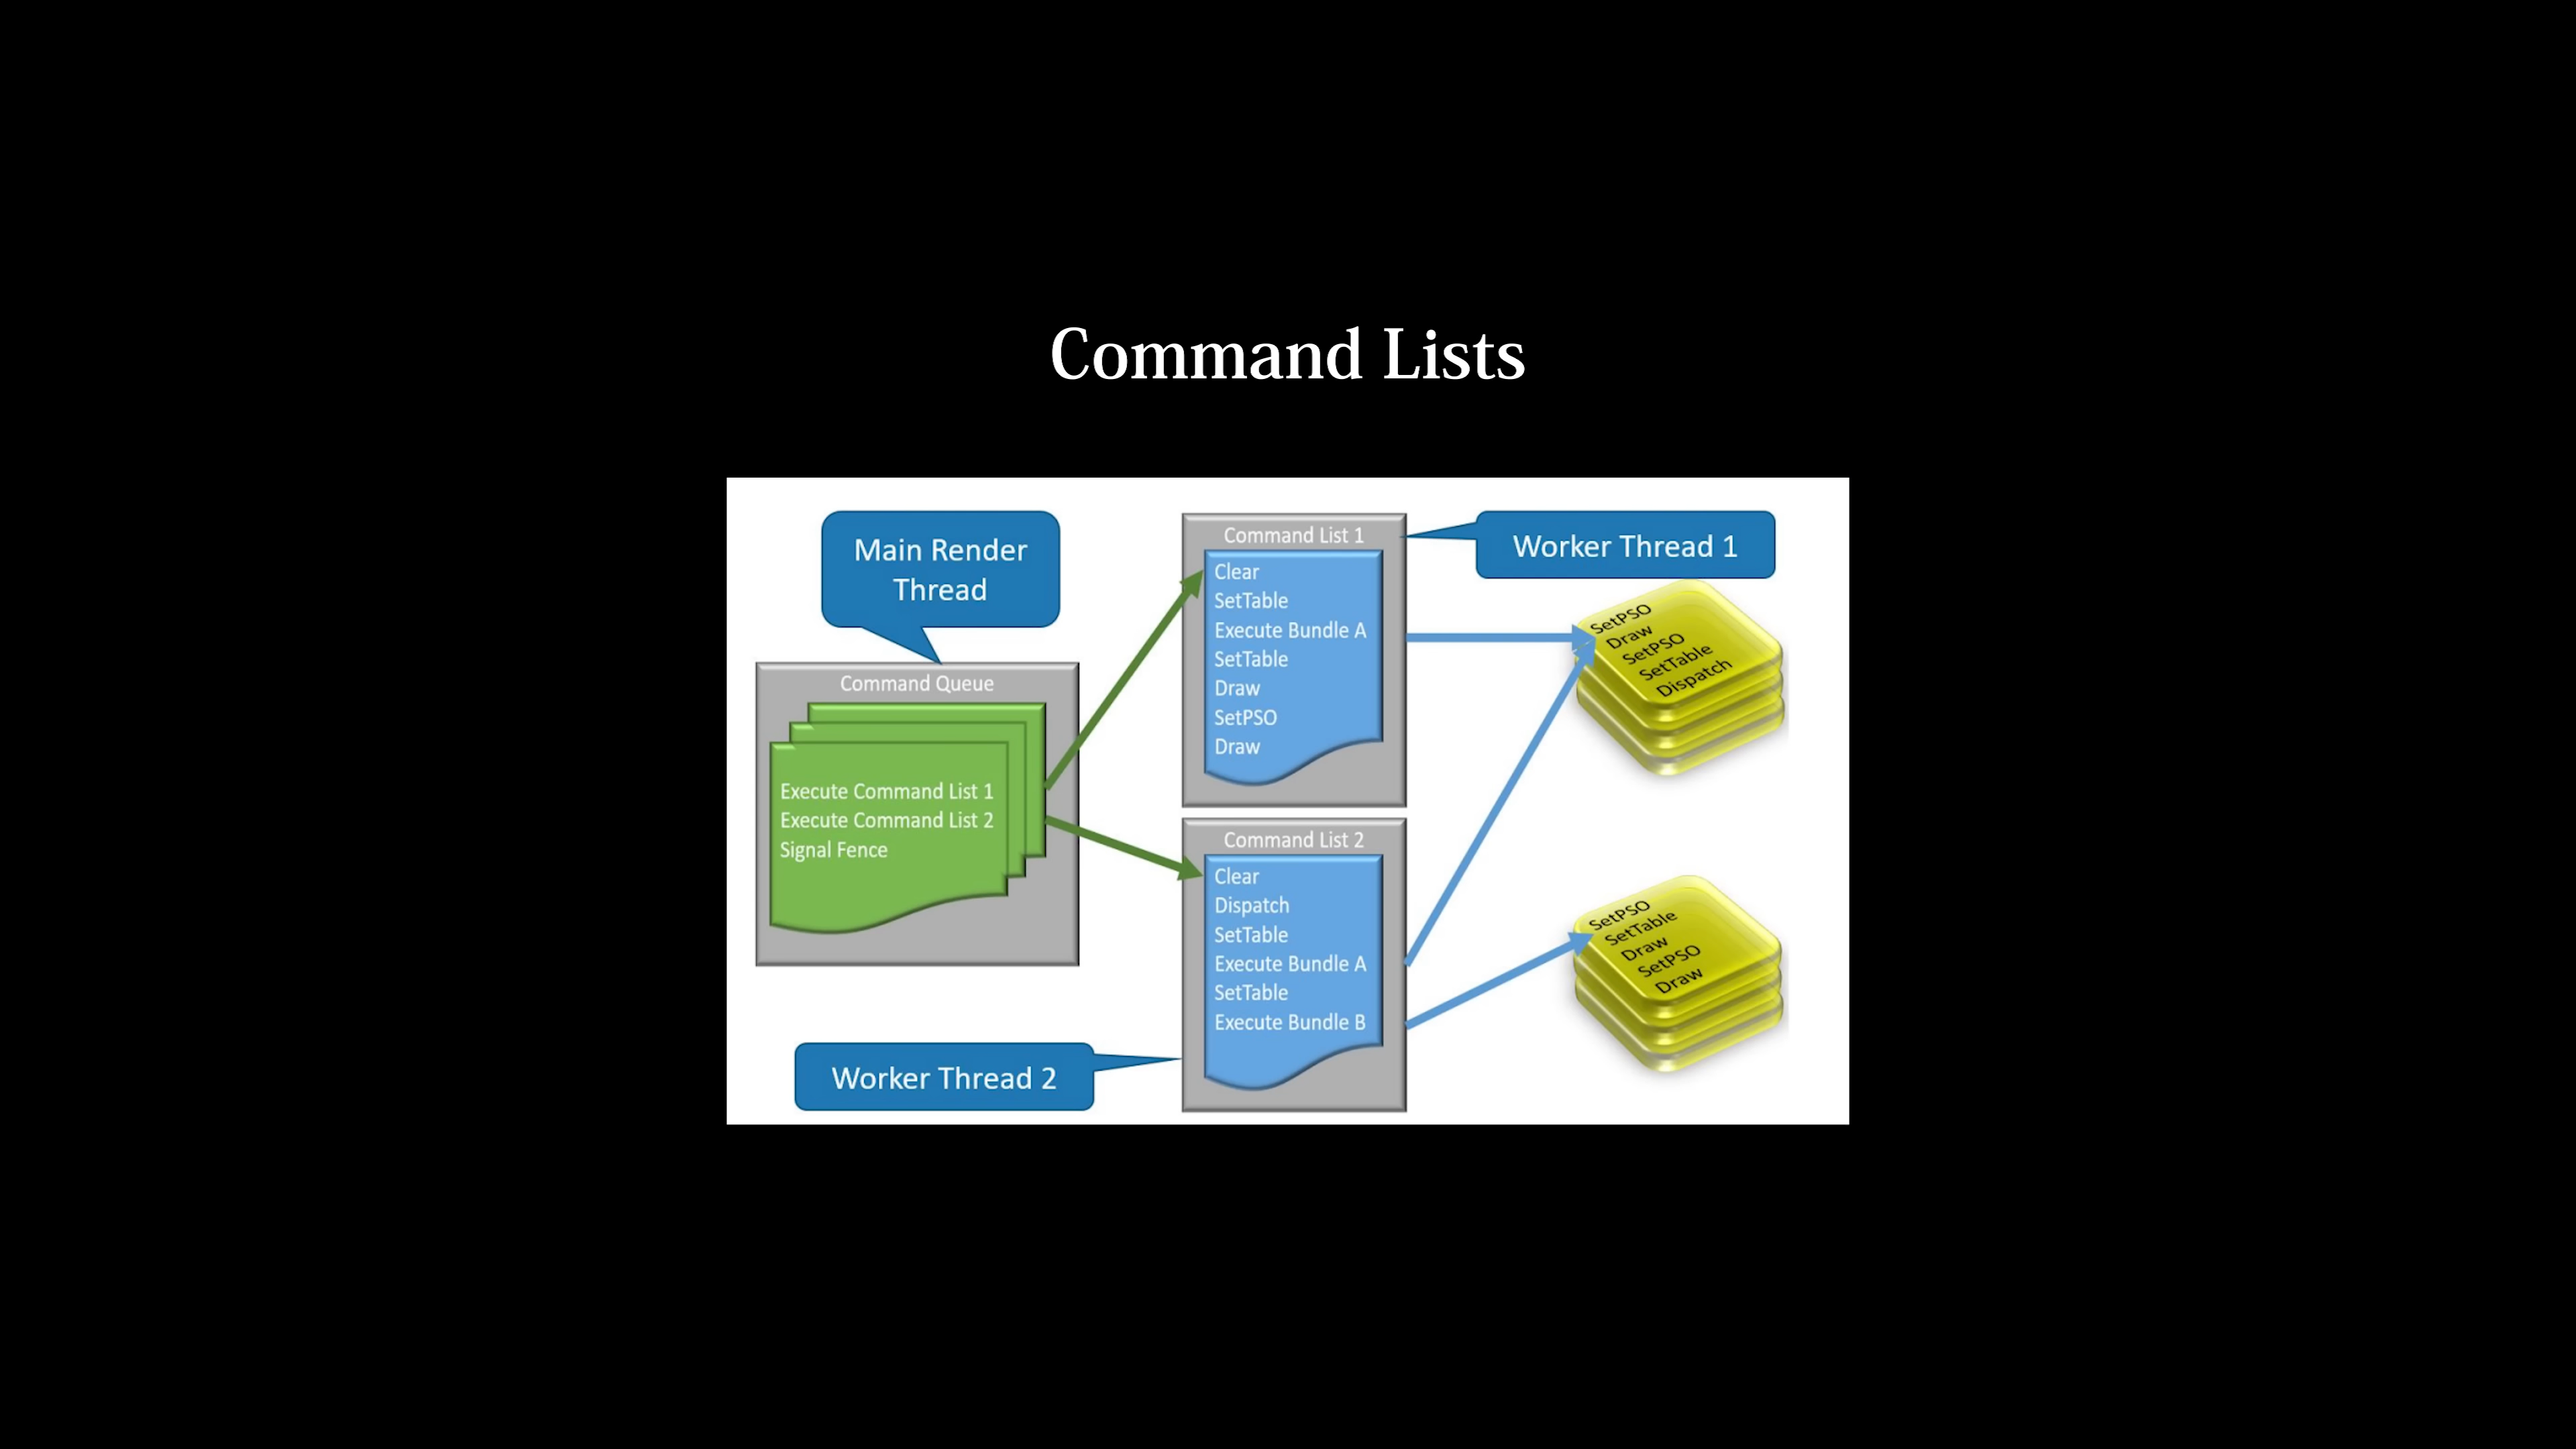 Command Lists
Main Render
Thread
Command Queue
Execute Command List 1
Execute Command List 2
Signal Fence
Command List 1
Clear
SetTable
Execute Bundle A
SetTable
Draw
SetPSO
Draw
Worker Thread 1
SetPSO
Draw
SetPSO
SetTable
Dispatch
Command List 2
Clear
Dispatch
SetTable
Execute Bundle A
SetTable
Execute Bundle B
SetPSO
SetTable
Draw
SetPSO
Draw
Worker Thread 2